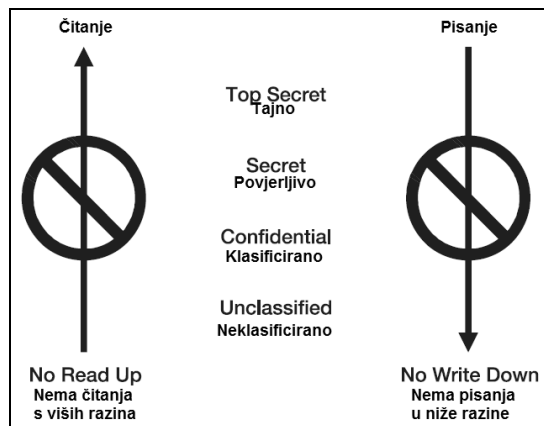 Čitanje
Pisanje
Top Secret
Tajno
Secret
Povjerljivo
Confidential
Klasificirano
Unclassified
Neklasificirano
No Read Up
Nema čitanja
s viših razina
No Write Down
Nema pisanja
u niže razine